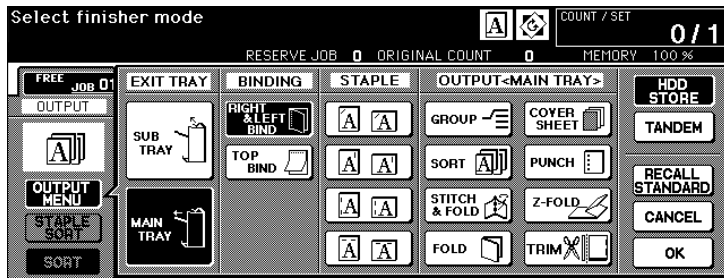 Select finisher mode
A
COUNT / SET
0/1
RESERVE JOB 0 ORIGINAL COUNT 0 MEMORY 100 %
FREE JOB 01
OUTPUT
A
OUTPUT MENU
STAPLE SORT
SORT
EXIT TRAY
SUB TRAY
MAIN TRAY
BINDING
RIGHT &LEFT BIND
TOP BIND
STAPLE
A A
A A
A A
A A
OUTPUT<MAIN TRAY>
GROUP
COVER SHEET
SORT A
PUNCH
STITCH & FOLD
Z-FOLD
FOLD
TRIM
HDD STORE
TANDEM
RECALL STANDARD
CANCEL
OK